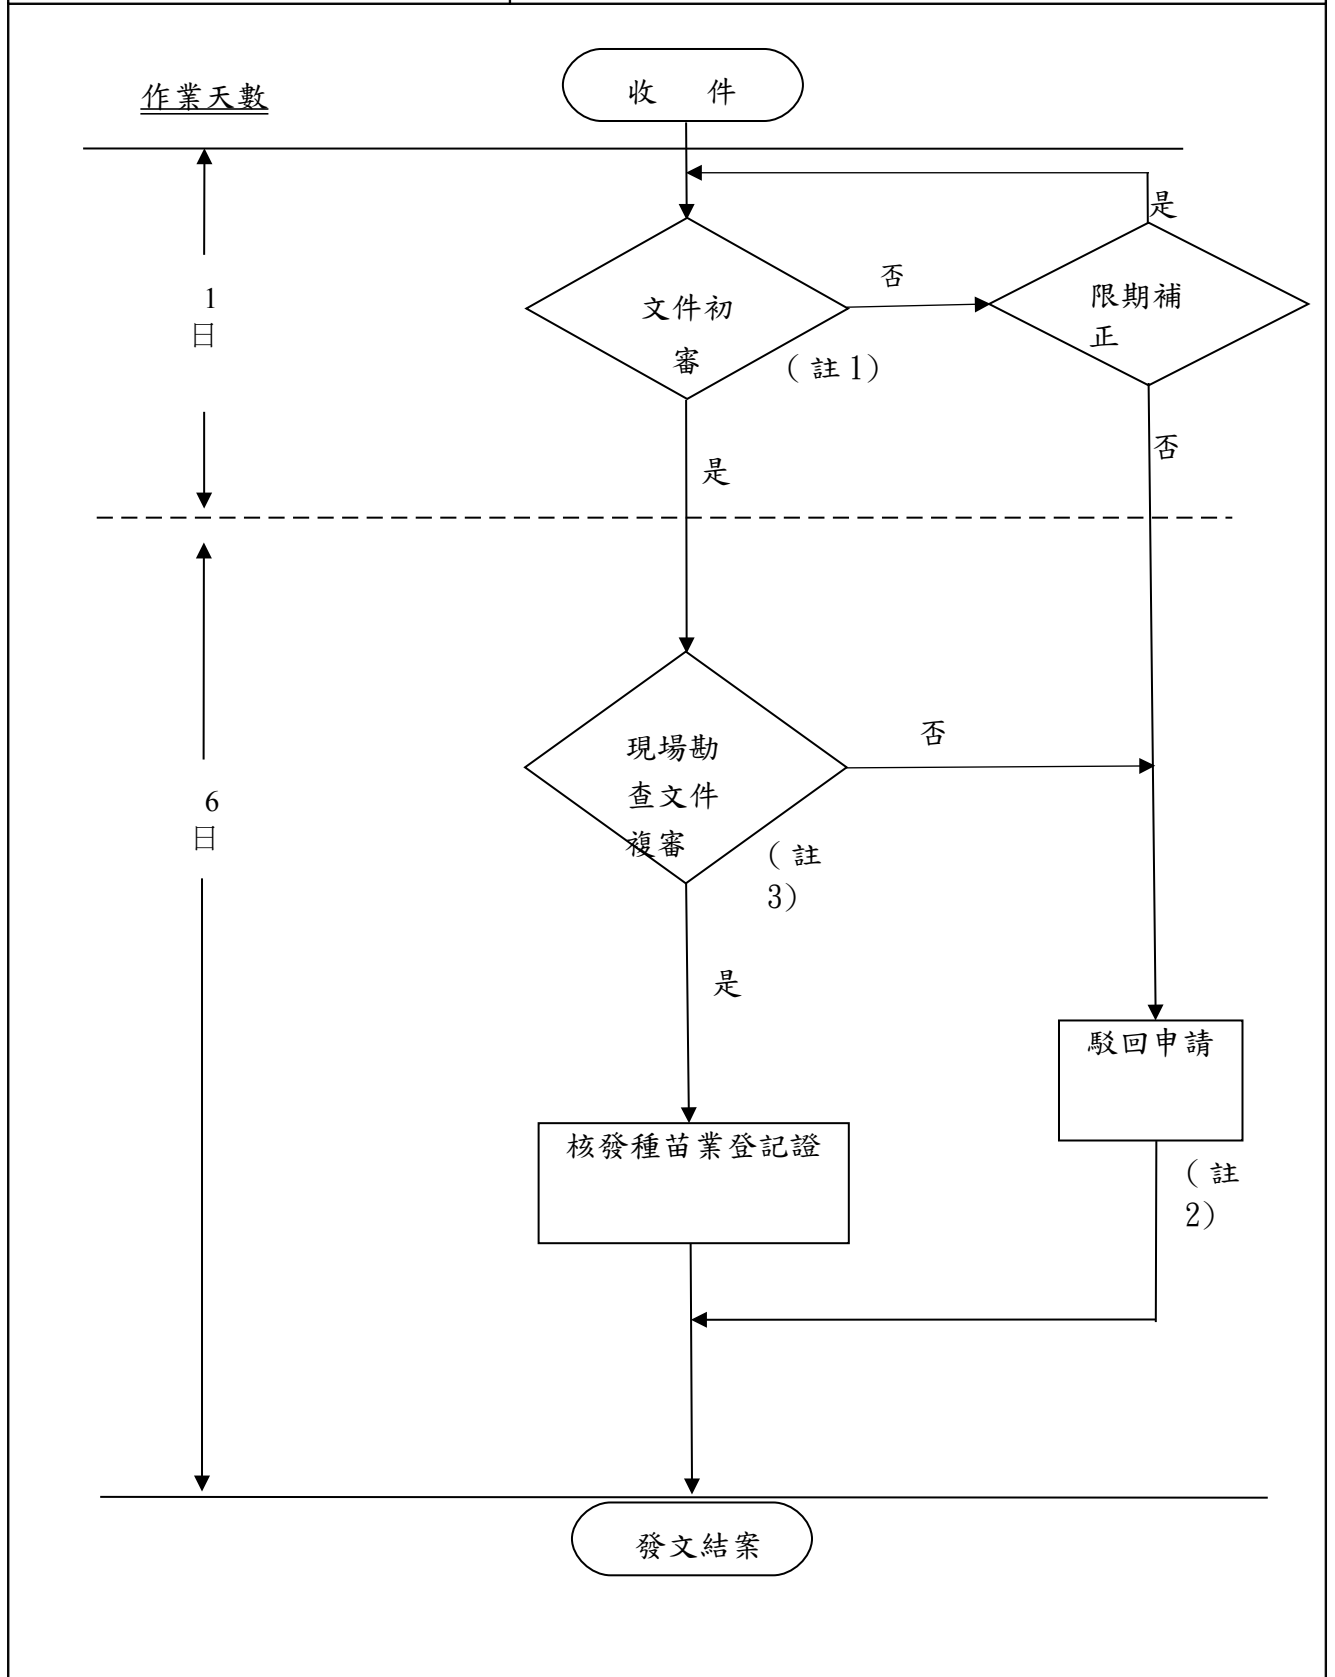 收 件
作業天數
是
否
1
日
文件初
審
限期補
正
(註1)
否
是
現場勘
查文件
複審
否
6
日
(註
3)
是
駁回申請
核發種苗業登記證
(註
2)
發文結案